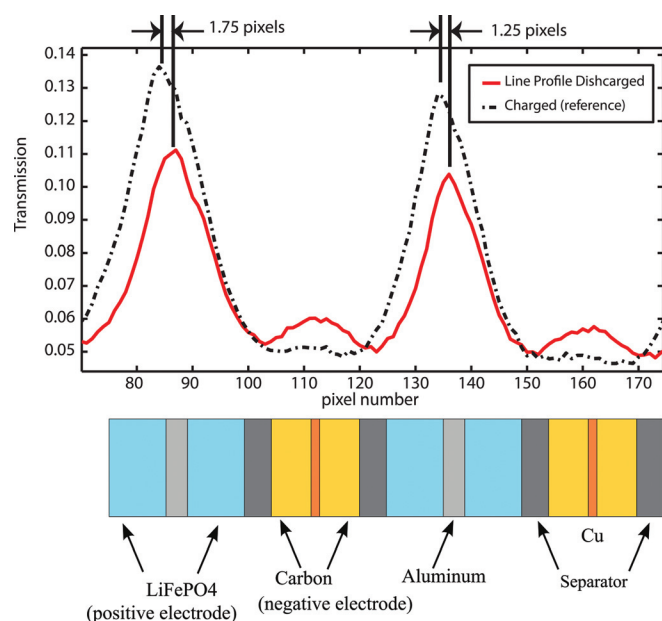 1.75 pixels
1.25 pixels
0.14
0.13
0.12
0.11
0.10
0.09
0.08
0.07
0.06
0.05
Transmission
Line Profile Dishcarged
Charged (reference)
80 90 100 110 120 130 140 150 160 170
pixel number
LiFePO4
(positive electrode)
Carbon
(negative electrode)
Aluminum
Cu
Separator